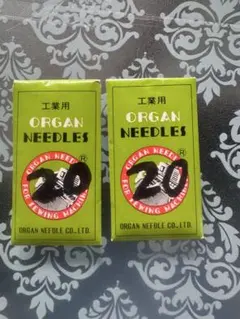 工業用
ORGAN
NEEDLES
ORGAN NEEDLE
FOR SEWING MACHINE
20
®
ORGAN NEEDLE CO.,LTD.
工業用
ORGAN
NEEDLES
ORGAN NEEDLE
FOR SEWING MACHINE
20
®
ORGAN NEEDLE CO.,LTD.